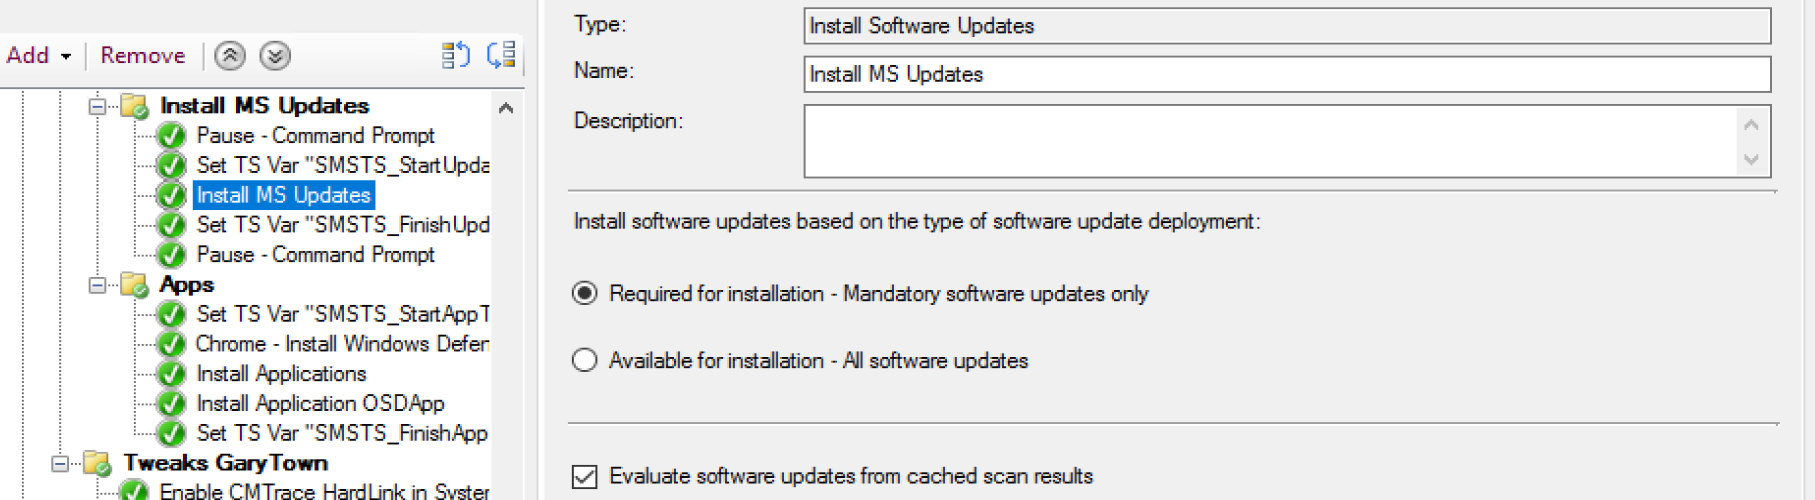 Add
Remove
Install MS Updates
Pause - Command Prompt
Set TS Var "SMSTS_StartUpda
Install MS Updates
Set TS Var "SMSTS_FinishUpd
Pause - Command Prompt
Apps
Set TS Var "SMSTS_StartAppT
Chrome - Install Windows Defen
Install Applications
Install Application OSDApp
Set TS Var "SMSTS_FinishApp
Tweaks GaryTown
Enable CMTrace HardLink in System
Type:
Install Software Updates
Name:
Install MS Updates
Description:
Install software updates based on the type of software update deployment:
Required for installation - Mandatory software updates only
Available for installation - All software updates
Evaluate software updates from cached scan results